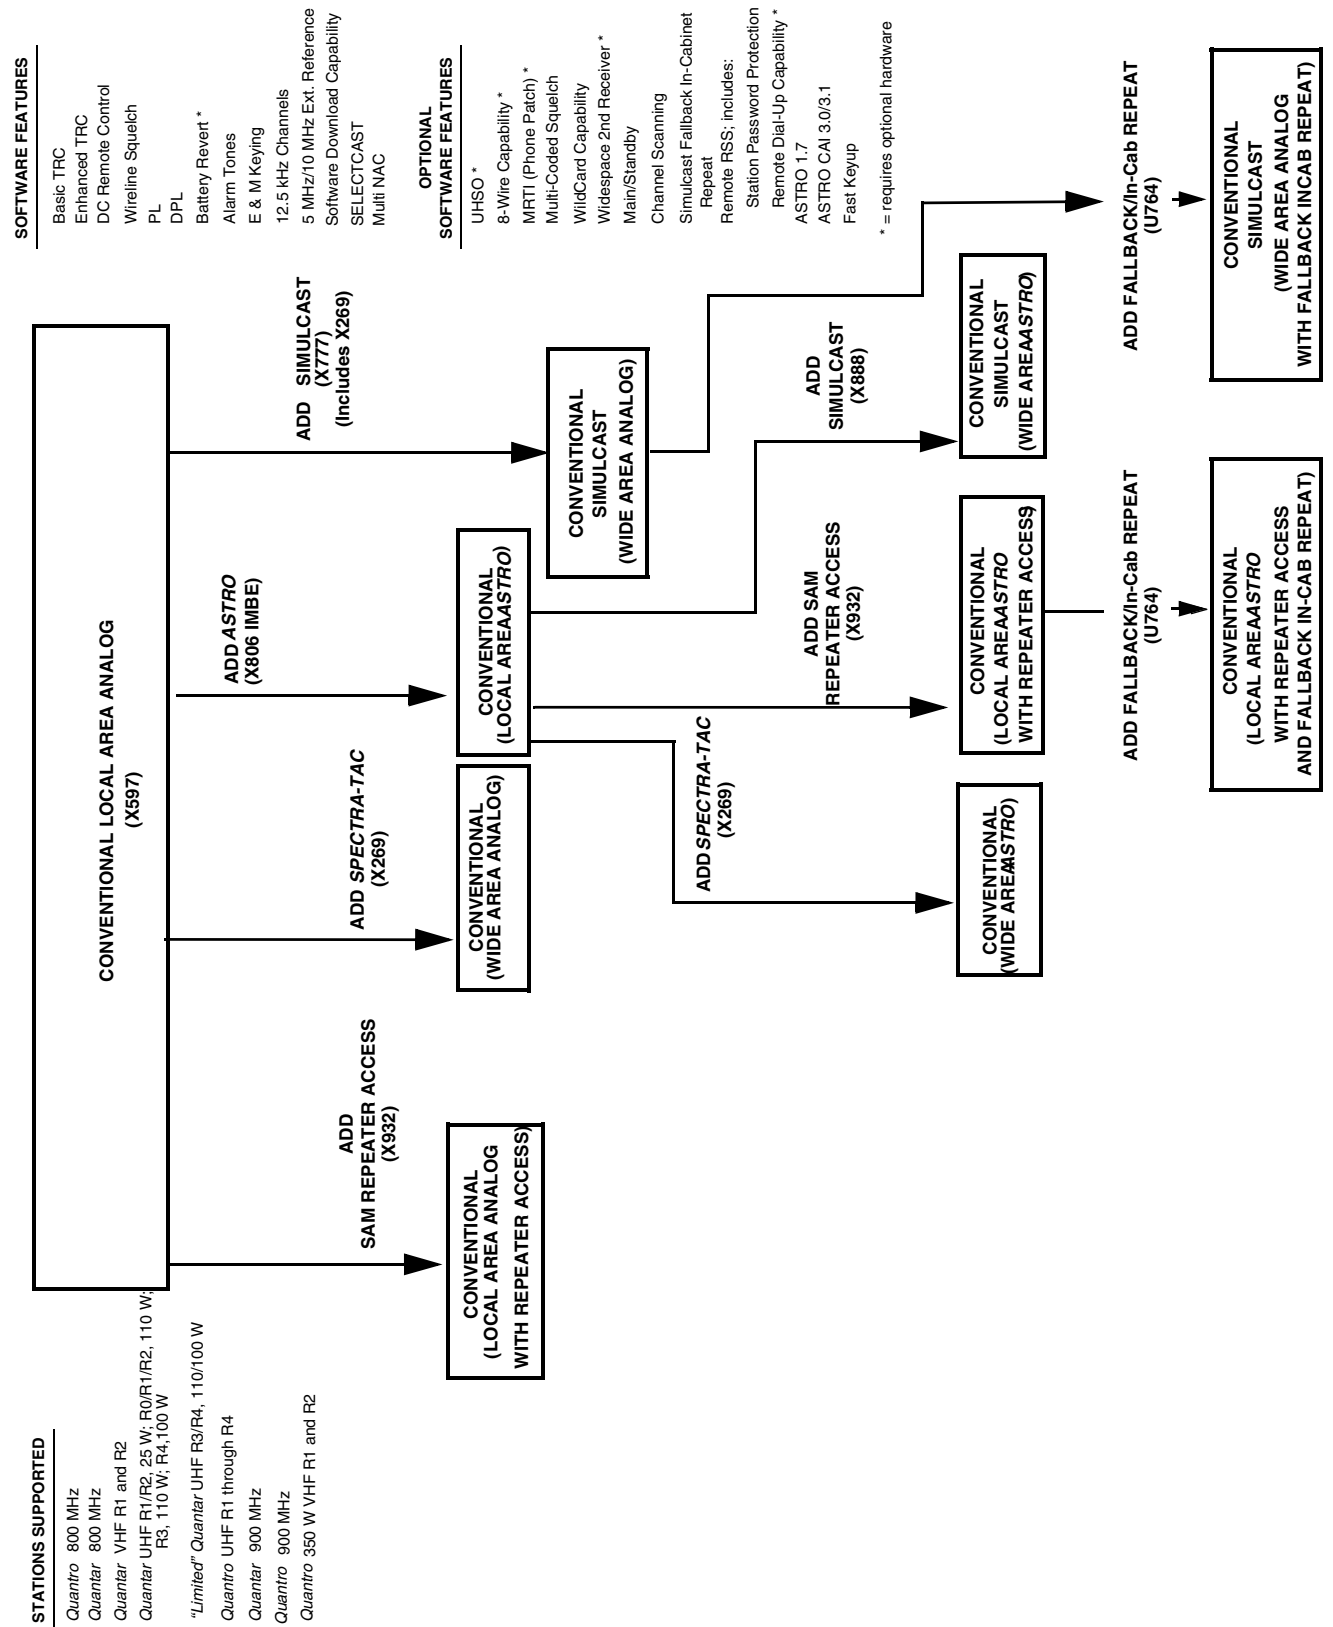 STATIONS SUPPORTED
Quantro 800 MHz
Quantar 800 MHz
Quantar VHF R1 and R2
Quantar UHF R1/R2, 25 W; R0/R1/R2, 110 W;
R3, 110 W; R4,100 W
"Limited” Quantar UHF R3/R4, 110/100 W
Quantro UHF R1 through R4
Quantar 900 MHz
Quantro 900 MHz
Quantro 350 W VHF R1 and R2
CONVENTIONAL LOCAL AREA ANALOG
(X597)
SOFTWARE FEATURES
Basic TRC
Enhanced TRC
DC Remote Control
Wireline Squelch
PL
DPL
Battery Revert *
Alarm Tones
E & M Keying
12.5 kHz Channels
5 MHz/10 MHz Ext. Reference
Software Download Capability
SELECTCAST
Multi NAC
OPTIONAL
SOFTWARE FEATURES
UHSO *
8-Wire Capability *
MRTI (Phone Patch) *
Multi-Coded Squelch
WildCard Capability
Widespace 2nd Receiver *
Main/Standby
Channel Scanning
Simulcast Fallback In-Cabinet
Repeat
Remote RSS; includes:
Station Password Protection
Remote Dial-Up Capability *
ASTRO 1.7
ASTRO CAI 3.0/3.1
Fast Keyup
* = requires optional hardware
ADD
SAM REPEATER ACCESS
(X932)
ADD SPECTRA-TAC
(X269)
ADD ASTRO
(X806 IMBE)
ADD SIMULCAST
(X777)
(Includes X269)
CONVENTIONAL
(LOCAL AREA ANALOG
WITH REPEATER ACCESS)
CONVENTIONAL
(WIDE AREA ANALOG)
CONVENTIONAL
(LOCAL AREA ASTRO)
CONVENTIONAL
SIMULCAST
(WIDE AREA ANALOG)
ADD SPECTRA-TAC
(X269)
ADD SAM
REPEATER ACCESS
(X932)
ADD
SIMULCAST
(X888)
CONVENTIONAL
(WIDE AREA ASTRO)
CONVENTIONAL
(LOCAL AREA ASTRO
WITH REPEATER ACCESS)
CONVENTIONAL
SIMULCAST
(WIDE AREA ASTRO)
ADD FALLBACK/In-Cab REPEAT
(U764)
ADD FALLBACK/In-Cab REPEAT
(U764)
CONVENTIONAL
(LOCAL AREA ASTRO
WITH REPEATER ACCESS
AND FALLBACK IN-CAB REPEAT)
CONVENTIONAL
SIMULCAST
(WIDE AREA ANALOG
WITH FALLBACK INCAB REPEAT)